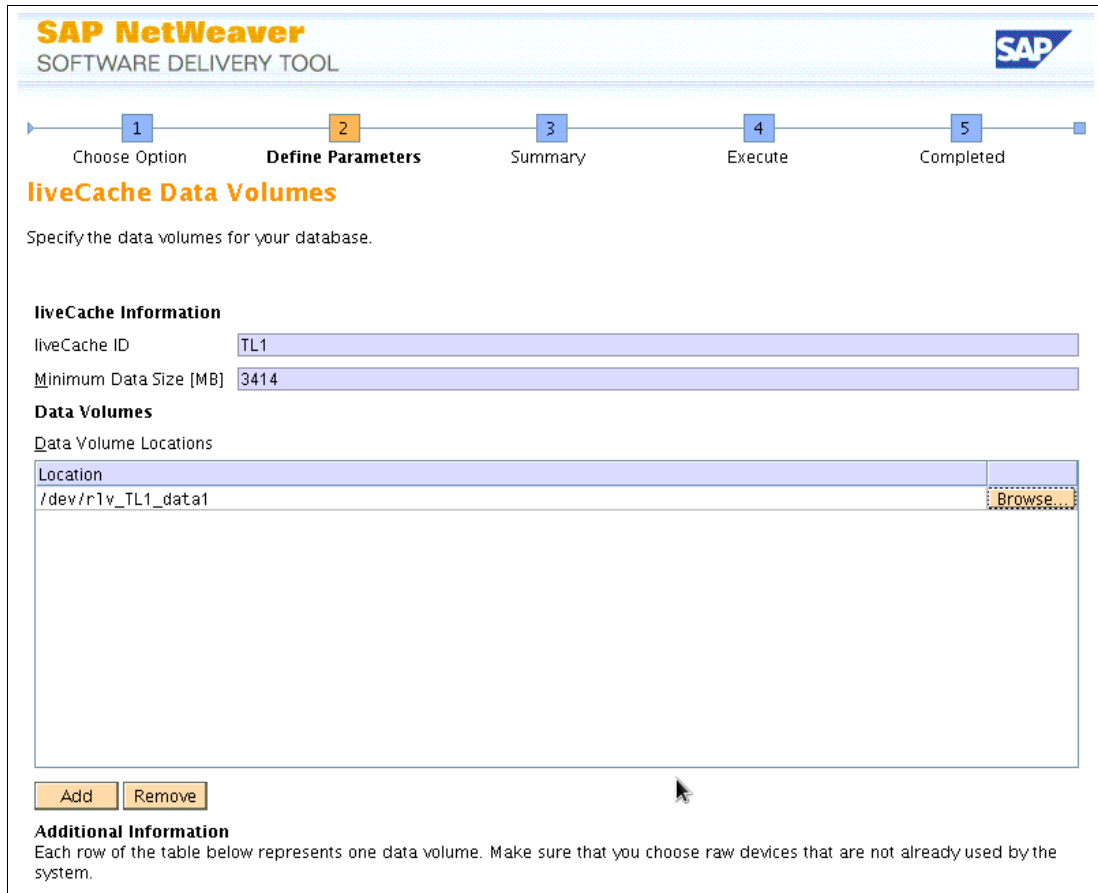 SAP NetWeaver
SOFTWARE DELIVERY TOOL
SAP
1 2 3 4 5
Choose Option Define Parameters Summary Execute Completed
liveCache Data Volumes
Specify the data volumes for your database.
liveCache Information
liveCache ID TL1
Minimum Data Size [MB] 3414
Data Volumes
Data Volume Locations
Location
/dev/rlv_TL1_data1 Browse...
Add Remove
Additional Information
Each row of the table below represents one data volume. Make sure that you choose raw devices that are not already used by the
system.